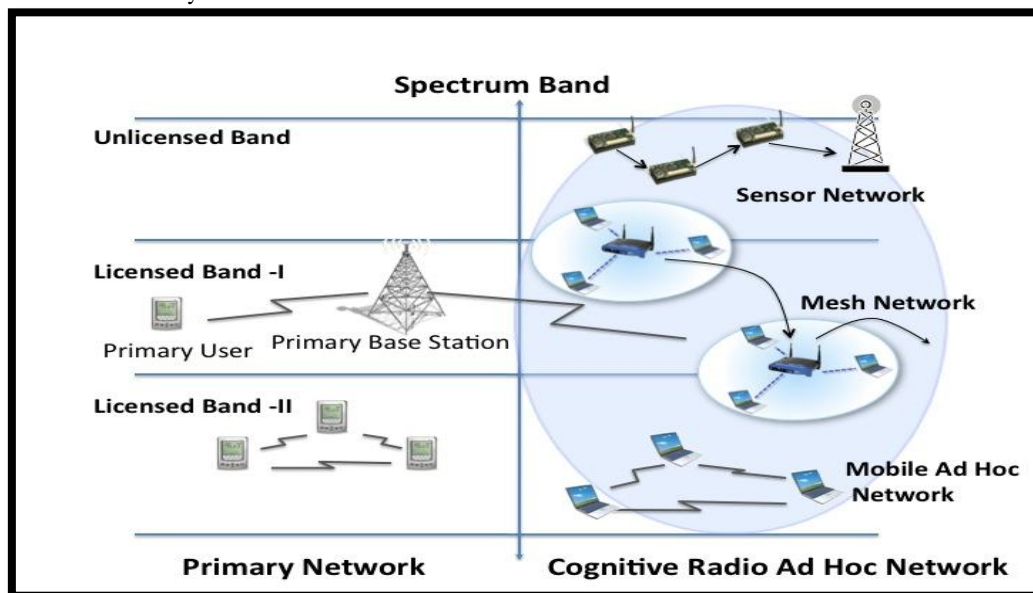 Spectrum Band
Unlicensed Band
Sensor Network
Licensed Band -I
Mesh Network
Primary User
Primary Base Station
Licensed Band -II
Mobile Ad Hoc
Network
Primary Network
Cognitive Radio Ad Hoc Network